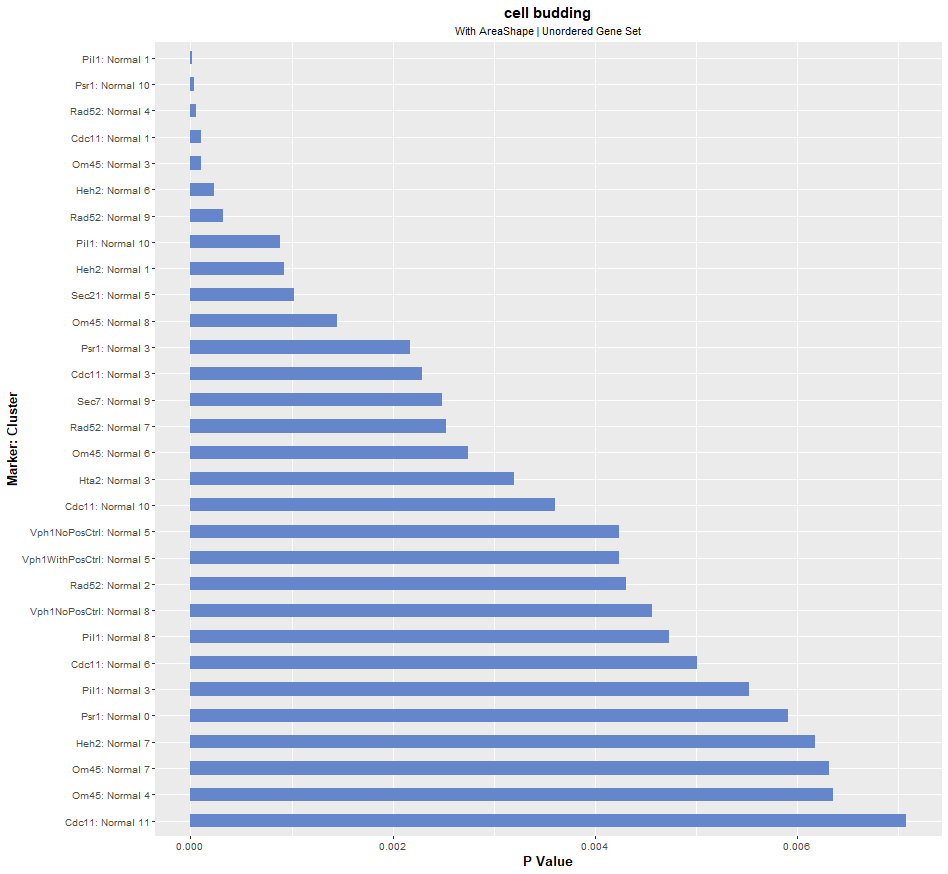 cell budding
With AreaShape | Unordered Gene Set
Marker: Cluster
Pil1: Normal 1
Psr1: Normal 10
Rad52: Normal 4
Cdc11: Normal 1
Om45: Normal 3
Heh2: Normal 6
Rad52: Normal 9
Pil1: Normal 10
Heh2: Normal 1
Sec21: Normal 5
Om45: Normal 8
Psr1: Normal 3
Cdc11: Normal 3
Sec7: Normal 9
Rad52: Normal 7
Om45: Normal 6
Hta2: Normal 3
Cdc11: Normal 10
Vph1NoPosCtrl: Normal 5
Vph1WithPosCtrl: Normal 5
Rad52: Normal 2
Vph1NoPosCtrl: Normal 8
Pil1: Normal 8
Cdc11: Normal 6
Pil1: Normal 3
Psr1: Normal 0
Heh2: Normal 7
Om45: Normal 7
Om45: Normal 4
Cdc11: Normal 11
0.000 0.002 0.004 0.006
P Value